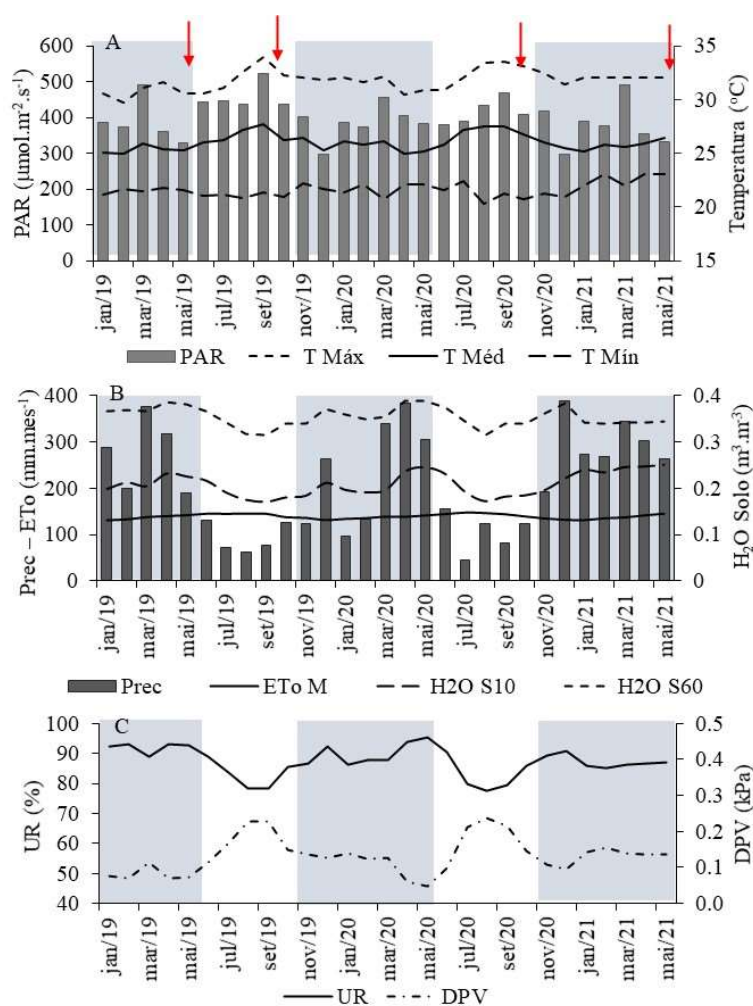 A
PAR (µmol.m⁻².s⁻¹)
600
500
400
300
200
100
0
Temperatura (°C)
35
30
25
20
15
jan/19 mar/19 mai/19 jul/19 set/19 nov/19 jan/20 mar/20 mai/20 jul/20 set/20 nov/20 jan/21 mar/21 mai/21
PAR T Máx T Méd T Mín
B
Prec – ETo (mm.mes⁻¹)
400
300
200
100
0
H₂O Solo (m³.m⁻³)
0.4
0.3
0.2
0.1
0
jan/19 mar/19 mai/19 jul/19 set/19 nov/19 jan/20 mar/20 mai/20 jul/20 set/20 nov/20 jan/21 mar/21 mai/21
Prec ETo M H2O S10 H2O S60
C
UR (%)
100
90
80
70
60
50
40
DPV (kPa)
0.5
0.4
0.3
0.2
0.1
0.0
jan/19 mar/19 mai/19 jul/19 set/19 nov/19 jan/20 mar/20 mai/20 jul/20 set/20 nov/20 jan/21 mar/21 mai/21
UR DPV